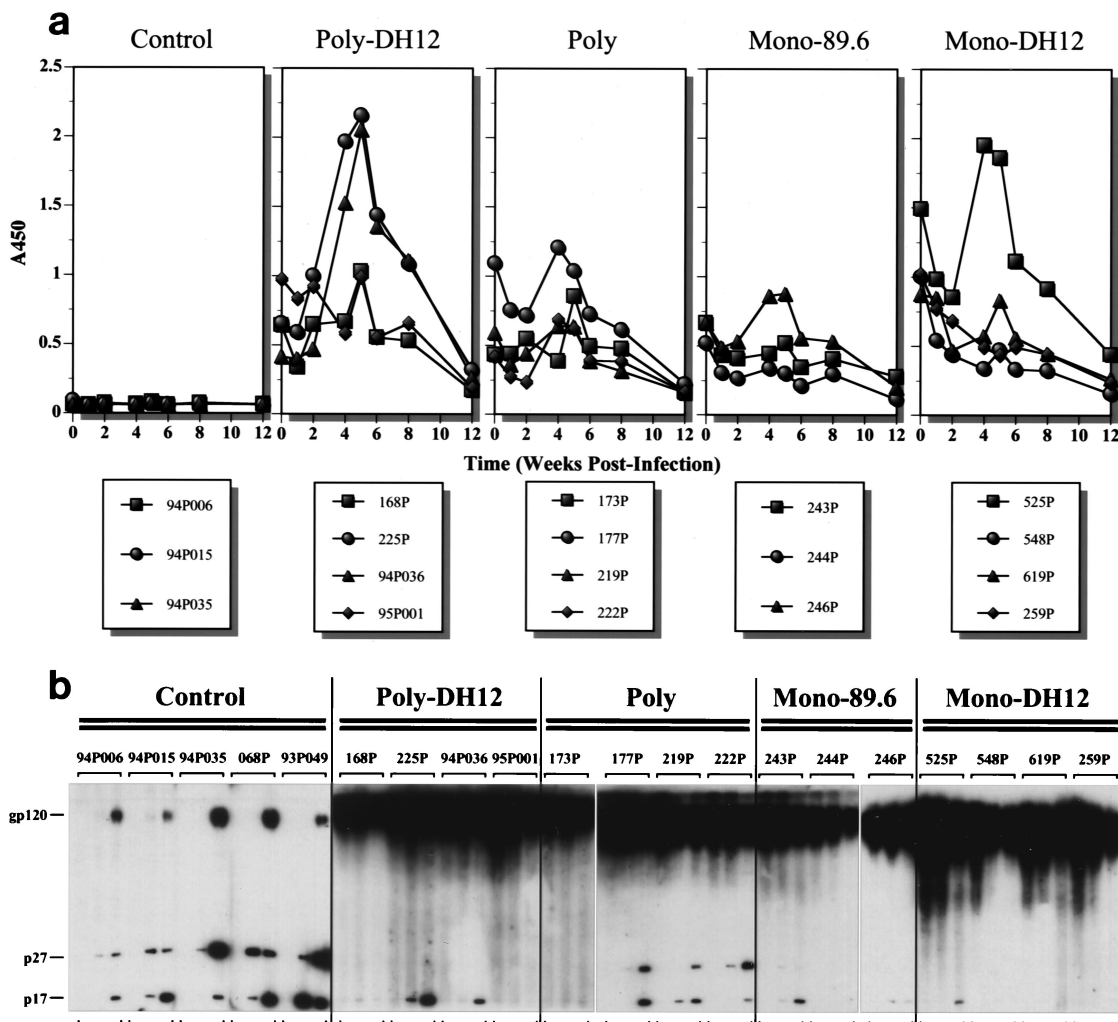 a
Control Poly-DH12 Poly Mono-89.6 Mono-DH12
2.5
2
1.5
1
0.5
0
A450
0 2 4 6 8 10 12 0 2 4 6 8 10 12 0 2 4 6 8 10 12 0 2 4 6 8 10 12 0 2 4 6 8 10 12
Time (Weeks Post-Infection)
94P006
94P015
94P035
168P
225P
94P036
95P001
173P
177P
219P
222P
243P
244P
246P
525P
548P
619P
259P
b
Control Poly-DH12 Poly Mono-89.6 Mono-DH12
94P006 94P015 94P035 068P 93P049 168P 225P 94P036 95P001 173P 177P 219P 222P 243P 244P 246P 525P 548P 619P 259P
gp120
p27
p17